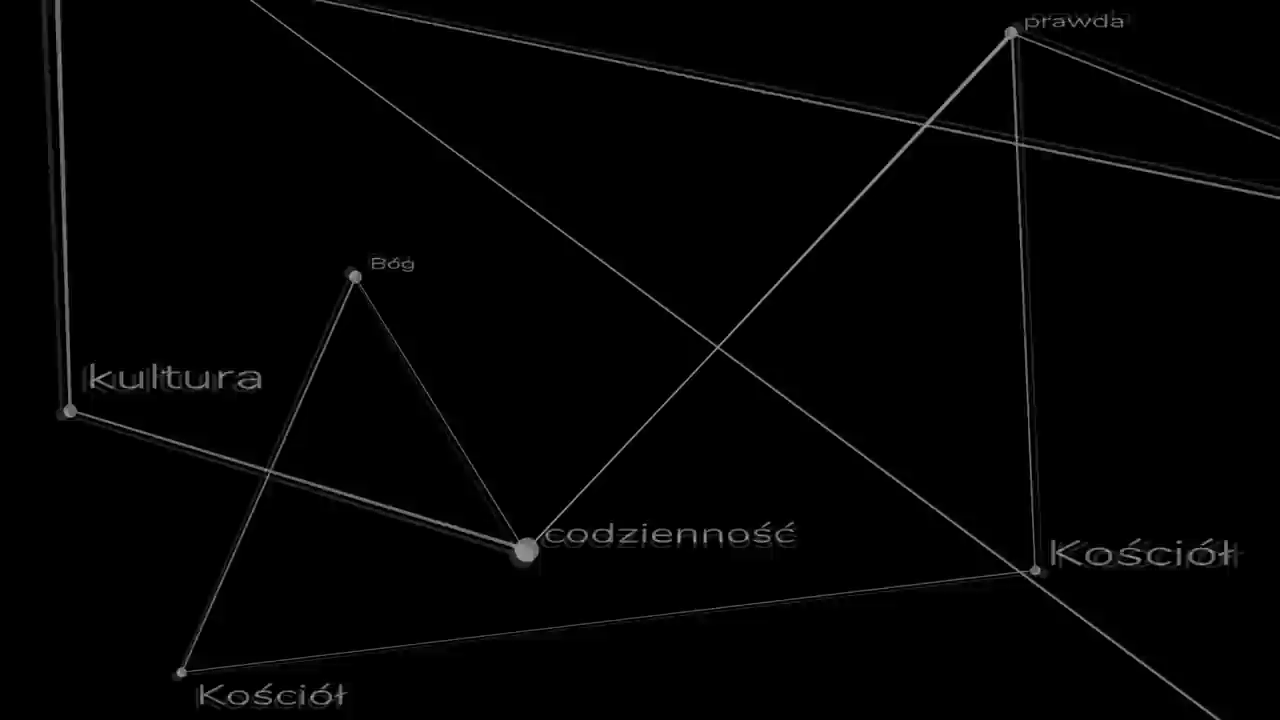 prawda
Bóg
kultura
codzienność
Kościół
Kościół